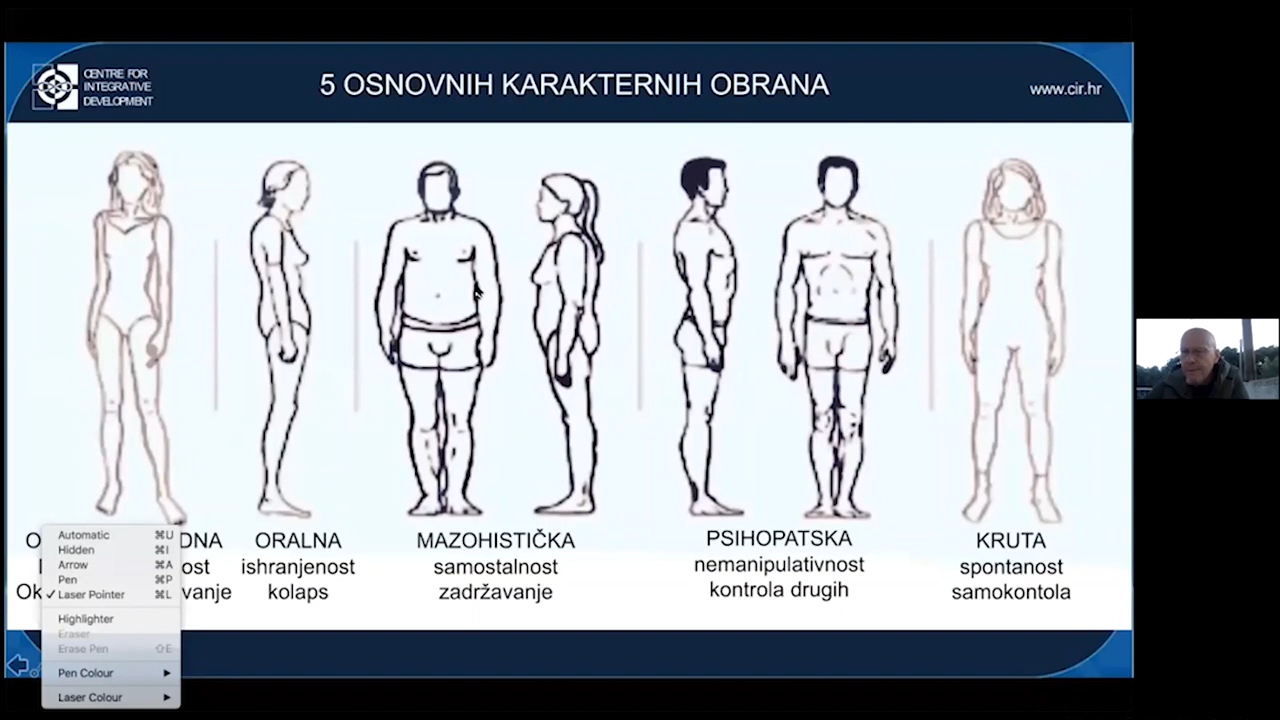 CENTRE FOR
INTEGRATIVE
DEVELOPMENT
5 OSNOVNIH KARAKTERNIH OBRANA
www.cir.hr
ORALNA
ishranjenost
kolaps
MAZOHISTIČKA
samostalnost
zadržavanje
PSIHOPATSKA
nemanipulativnost
kontrola drugih
KRUTA
spontanost
samokontola
Automatic ⌘U
Hidden ⌘I
Arrow ⌘A
Pen ⌘P
✓ Laser Pointer ⌘L
Highlighter
Eraser
Erase Pen ⇧E
Pen Colour
Laser Colour